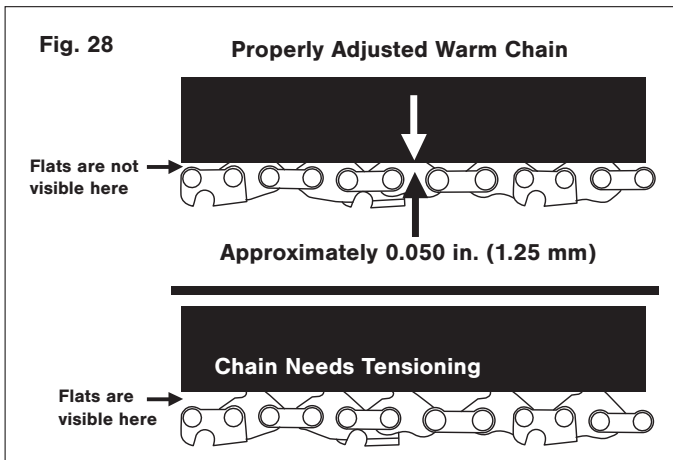 Fig. 28
Properly Adjusted Warm Chain
Flats are not
visible here
Approximately 0.050 in. (1.25 mm)
Chain Needs Tensioning
Flats are
visible here